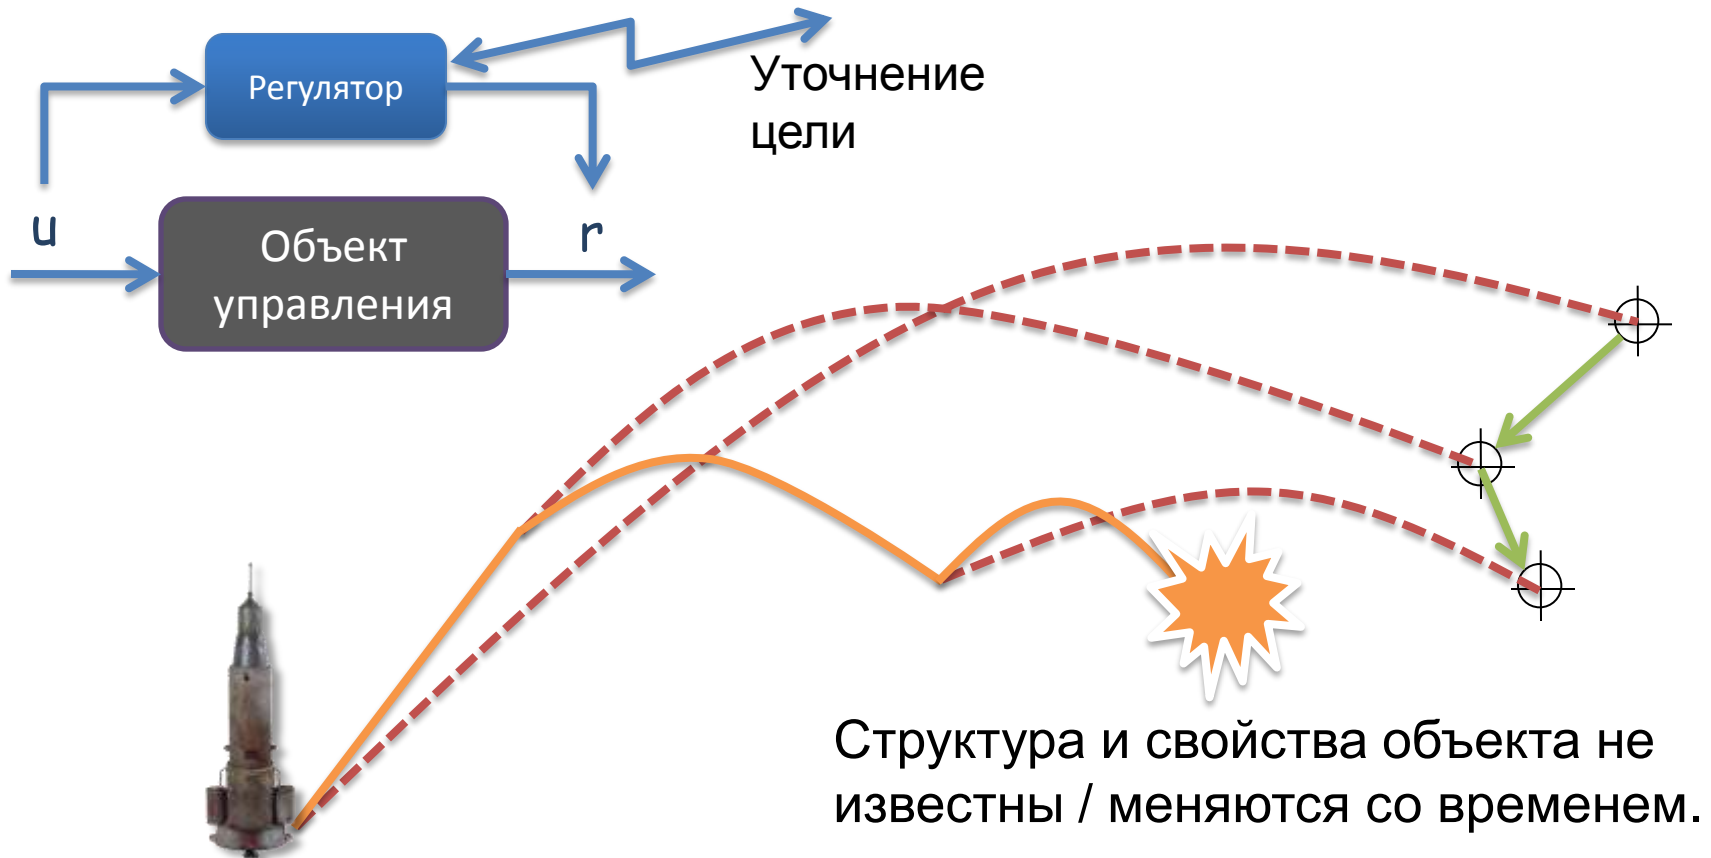 Регулятор
Уточнение
цели
u
r
Объект
управления
Структура и свойства объекта не
известны / меняются со временем.